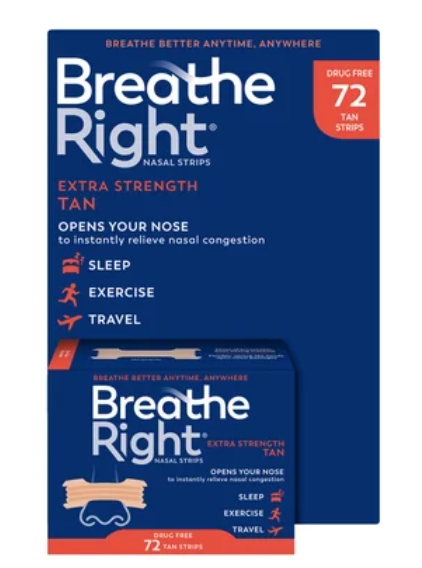 BREATHE BETTER ANYTIME, ANYWHERE
Breathe
Right®
NASAL STRIPS
DRUG FREE
72
TAN
STRIPS
EXTRA STRENGTH
TAN
OPENS YOUR NOSE
to instantly relieve nasal congestion
SLEEP
EXERCISE
TRAVEL
BREATHE BETTER ANYTIME, ANYWHERE
Breathe
Right®
NASAL STRIPS
EXTRA STRENGTH
TAN
OPENS YOUR NOSE
to instantly relieve nasal congestion
SLEEP
EXERCISE
TRAVEL
DRUG FREE
72 TAN STRIPS